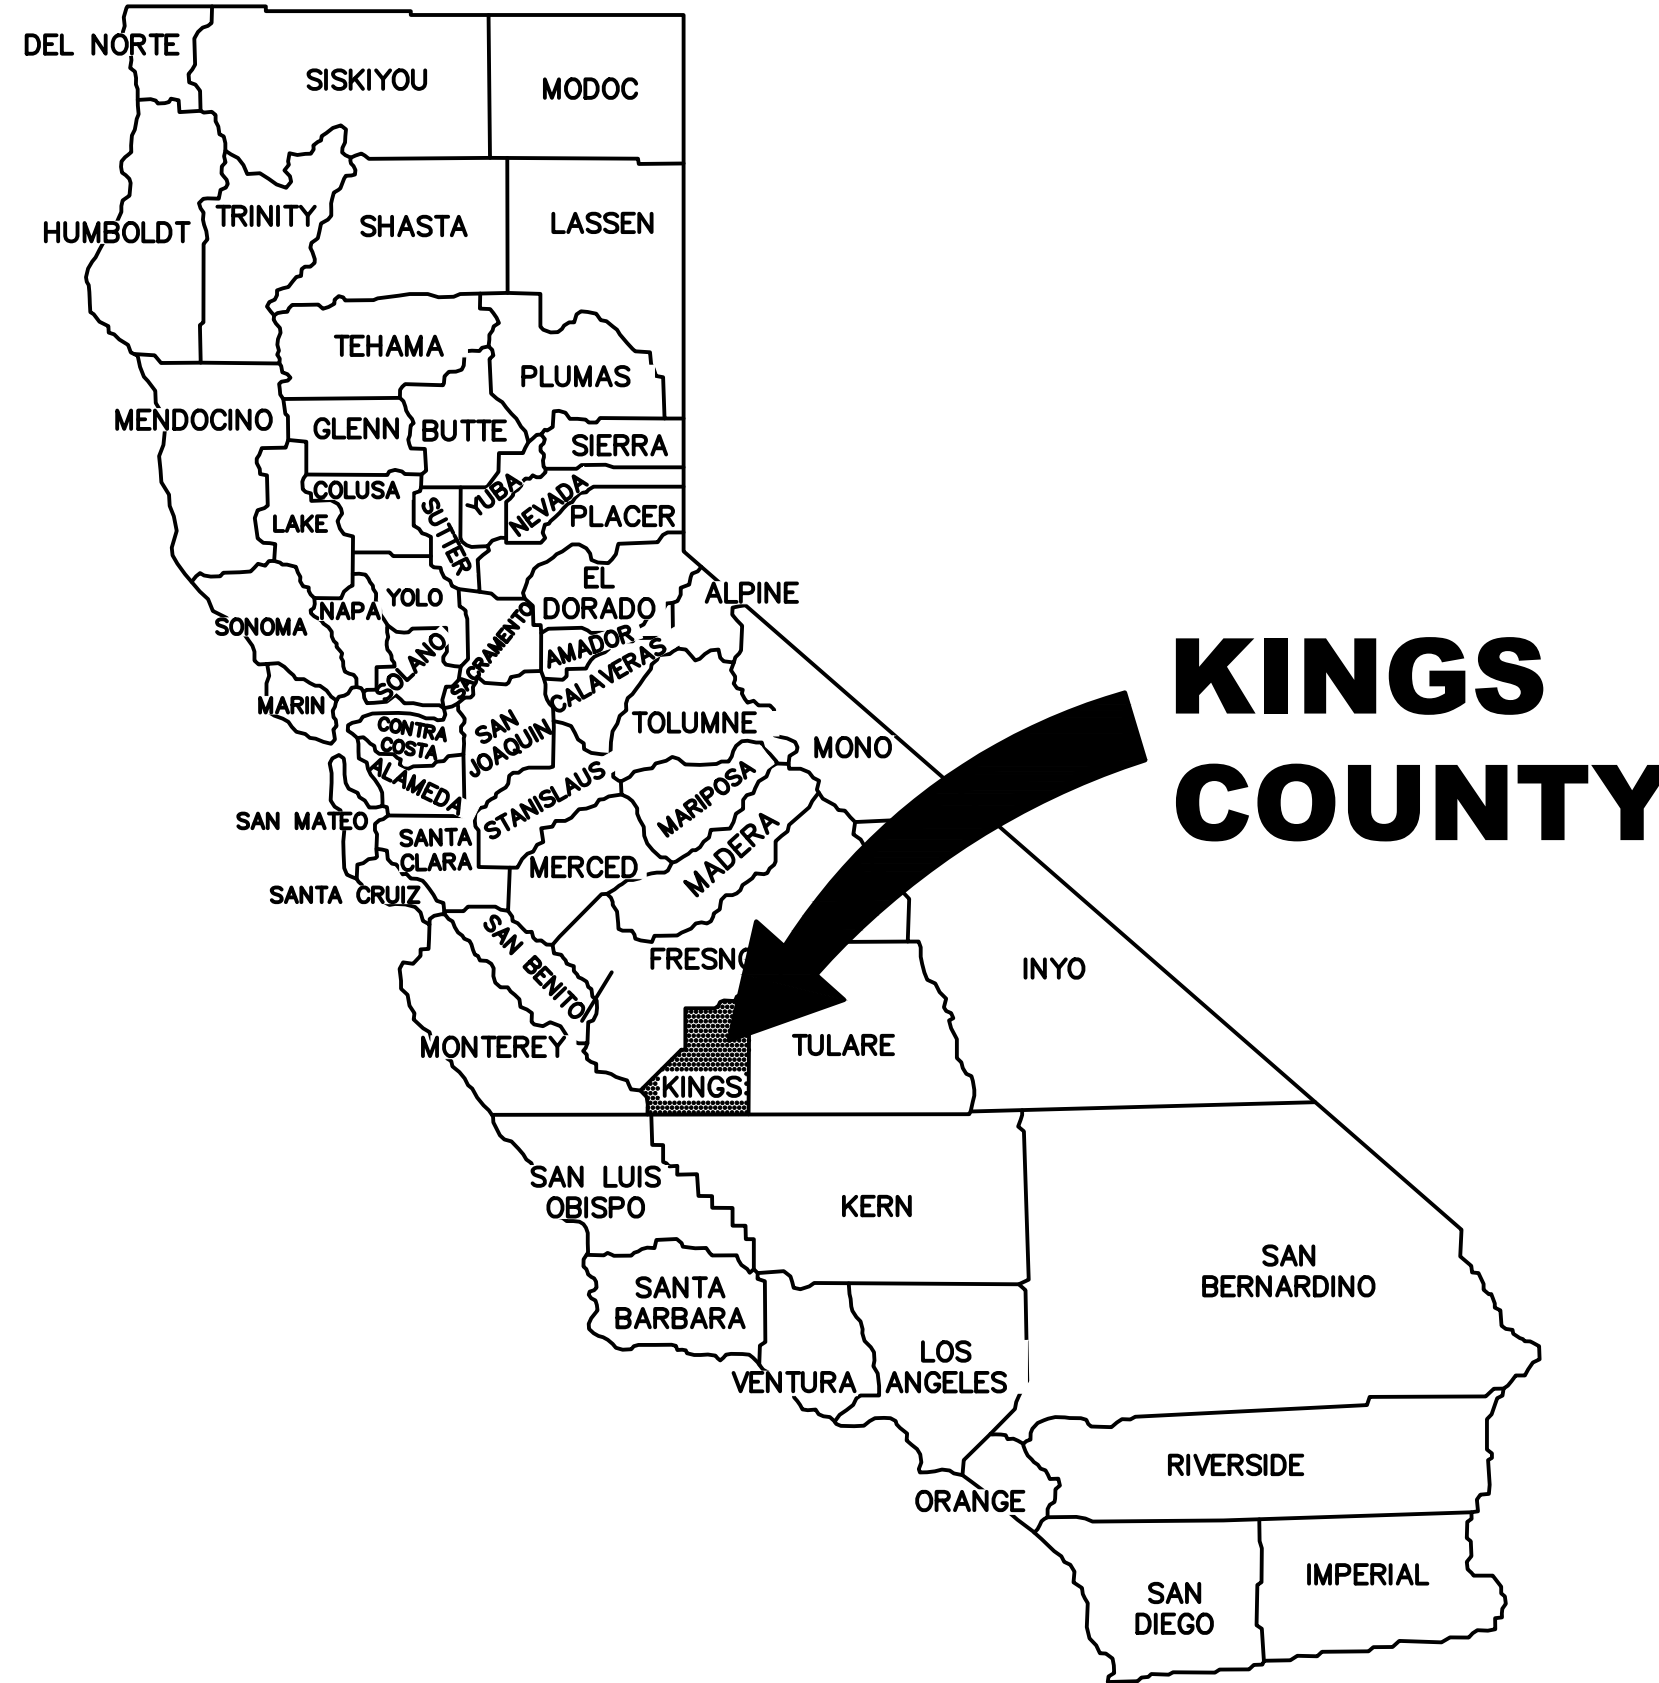 DEL NORTE
SISKIYOU
MODOC
HUMBOLDT
TRINITY
SHASTA
LASSEN
TEHAMA
PLUMAS
MENDOCINO
GLENN
BUTTE
SIERRA
COLUSA
YUBA
NEVADA
LAKE
SUTTER
PLACER
EL
DORADO
ALPINE
YOLO
NAPA
SONOMA
SACRAMENTO
AMADOR
SOLANO
CALAVERAS
MARIN
CONTRA
COSTA
SAN
JOAQUIN
TOLUMNE
MONO
KINGS
COUNTY
ALAMEDA
STANISLAUS
MARIPOSA
SAN MATEO
SANTA
CLARA
MERCED
MADERA
SANTA CRUIZ
SAN BENITO
FRESNO
INYO
MONTEREY
TULARE
KINGS
SAN LUIS
OBISPO
KERN
SAN
BERNARDINO
SANTA
BARBARA
VENTURA
LOS
ANGELES
RIVERSIDE
ORANGE
IMPERIAL
SAN
DIEGO